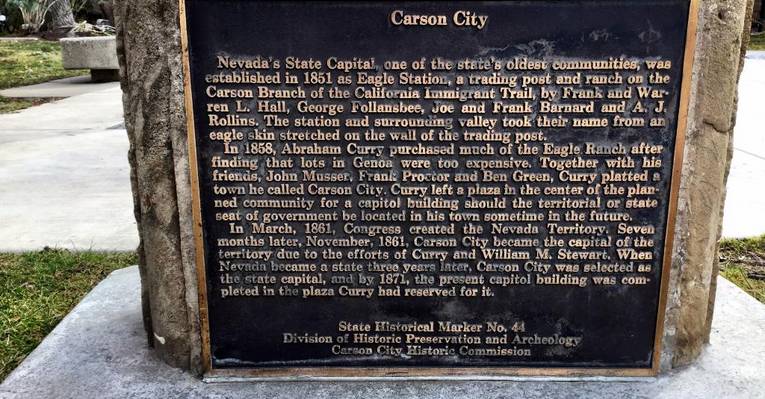 Carson City
Nevada's State Capital, one of the state's oldest communities, was
established in 1851 as Eagle Station, a trading post and ranch on the
Carson Branch of the California Immigrant Trail, by Frank and War-
ren L. Hall, George Follansbee, Joe and Frank Barnard and A. J.
Rollins. The station and surrounding valley took their name from an
eagle skin stretched on the wall of the trading post.
In 1858, Abraham Curry purchased much of the Eagle Ranch after
finding that lots in Genoa were too expensive. Together with his
friends, John Musser, Frank Proctor and Ben Green, Curry platted a
town he called Carson City. Curry left a plaza in the center of the plan-
ned community for a capitol building should the territorial or state
seat of government be located in his town sometime in the future.
In March, 1861, Congress created the Nevada Territory. Seven
months later, November, 1861, Carson City became the capital of the
territory due to the efforts of Curry and William M. Stewart. When
Nevada became a state three years later, Carson City was selected as
the state capital, and by 1871, the present capitol building was com-
pleted in the plaza Curry had reserved for it.
State Historical Marker No. 44
Division of Historic Preservation and Archeology
Carson City Historic Commission